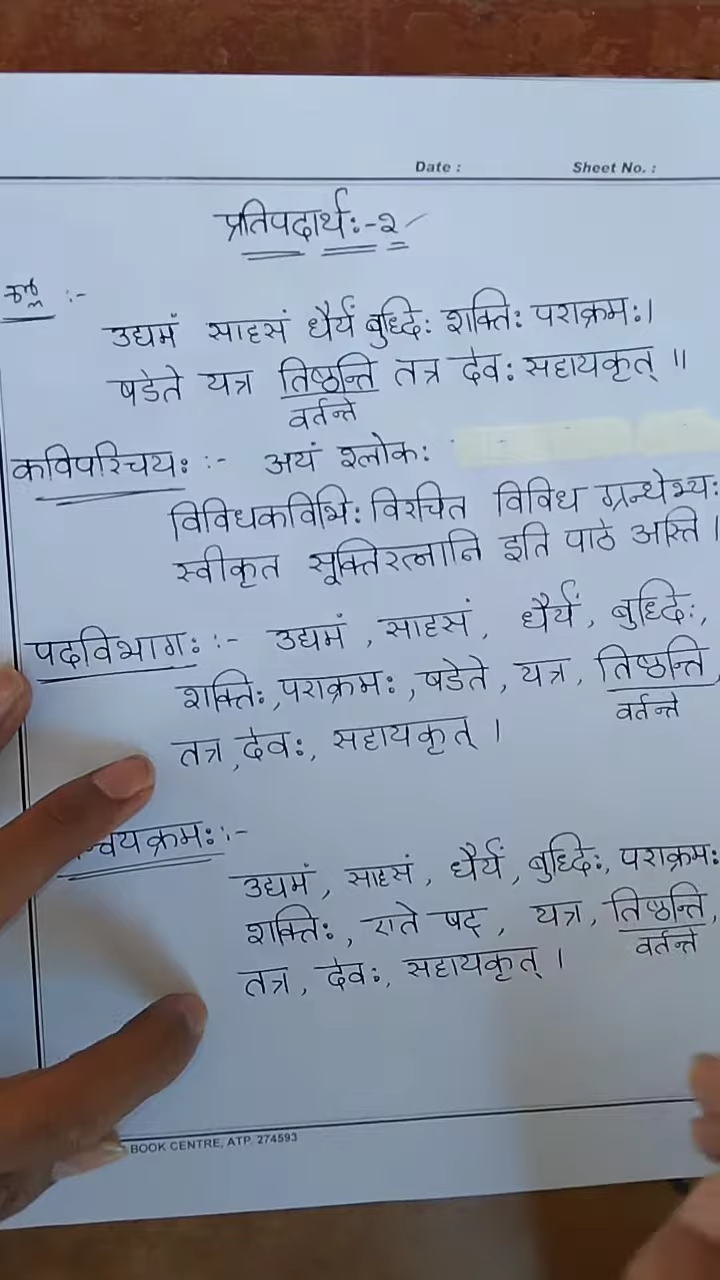 Date : Sheet No. :
प्रतिपदार्थः-२
:-
उद्यमं साहसं धैर्यं बुध्दिः शक्तिः पराक्रमः।
षडेते यत्र तिष्ठन्ति तत्र देवः सहायकृत् ॥
वर्तन्ते
कविपरिचयः :- अयं श्लोकः
विविधकविभिः विरचित विविध ग्रन्थेभ्यः
स्वीकृत सूक्तिरत्नानि इति पाठे अस्ति।
पदविभागः :- उद्यमं, साहसं, धैर्यं, बुध्दिः,
शक्तिः, पराक्रमः, षडेते, यत्र, तिष्ठन्ति,
वर्तन्ते
तत्र, देवः, सहायकृत्।
न्वयक्रमः :-
उद्यमं, साहसं, धैर्यं, बुध्दिः, पराक्रमः
शक्तिः, राते षट्, यत्र, तिष्ठन्ति,
वर्तन्ते
तत्र, देवः, सहायकृत्।
BOOK CENTRE, ATP. 274593